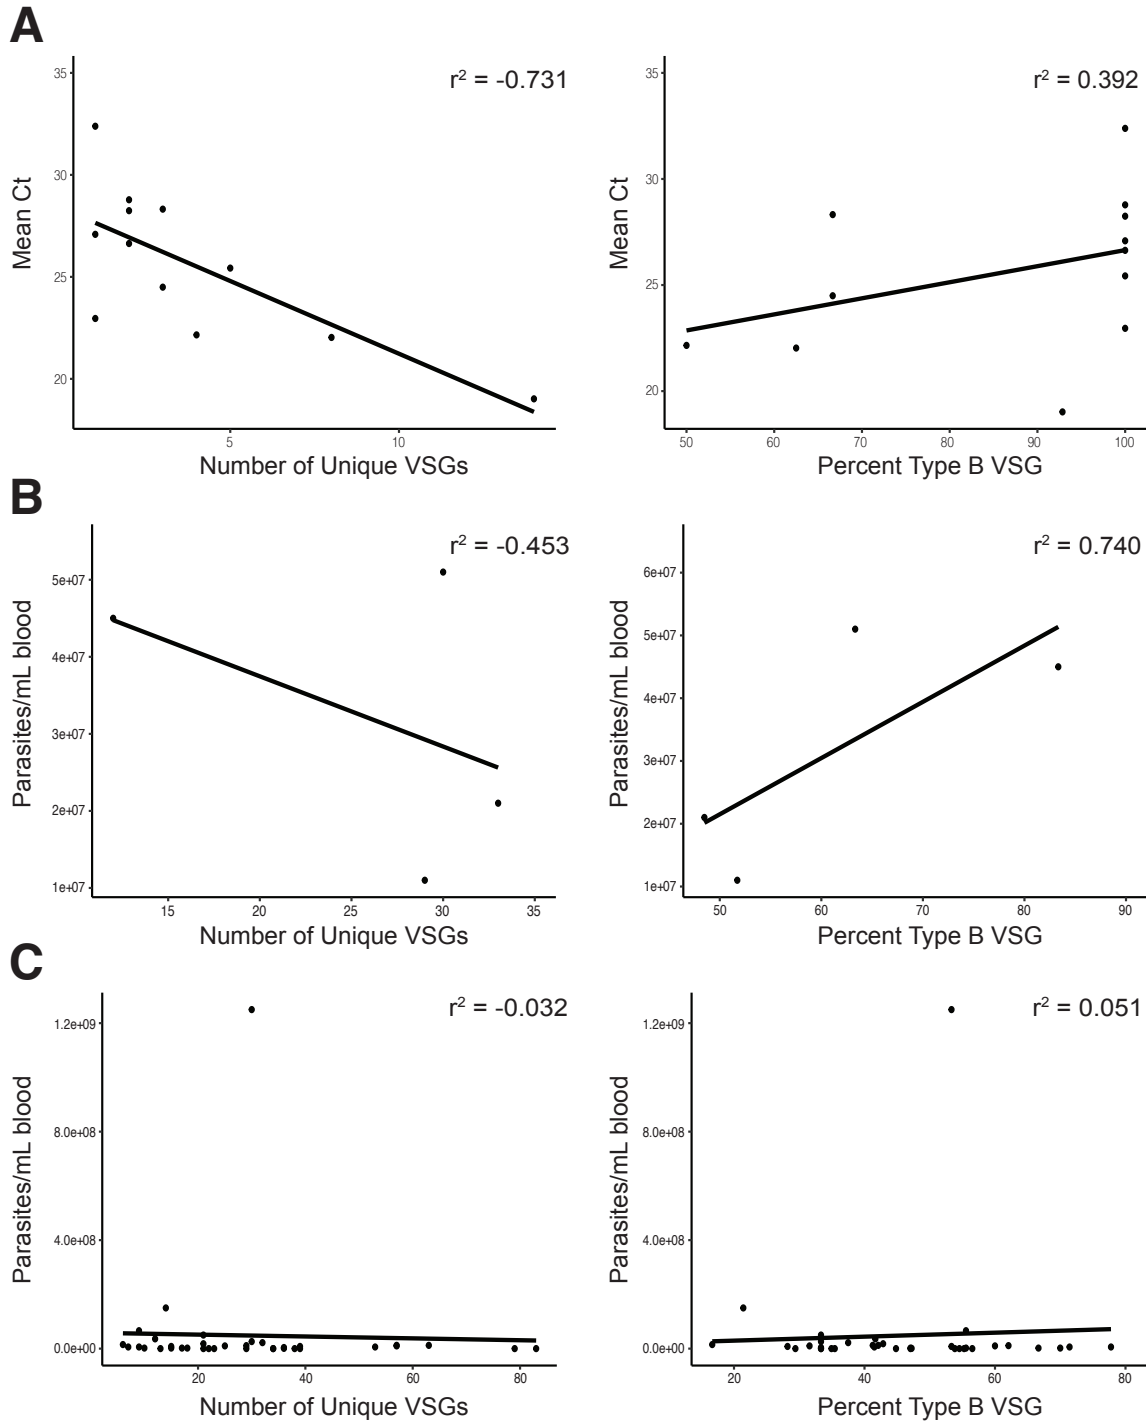 A
r² = -0.731
35
30
25
20
Mean Ct
5 10
Number of Unique VSGs
r² = 0.392
35
30
25
20
Mean Ct
50 60 70 80 90 100
Percent Type B VSG
B
r² = -0.453
5e+07
4e+07
3e+07
2e+07
1e+07
Parasites/mL blood
15 20 25 30 35
Number of Unique VSGs
r² = 0.740
6e+07
5e+07
4e+07
3e+07
2e+07
1e+07
Parasites/mL blood
50 60 70 80 90
Percent Type B VSG
C
r² = -0.032
1.2e+09
8.0e+08
4.0e+08
0.0e+00
Parasites/mL blood
20 40 60 80
Number of Unique VSGs
r² = 0.051
1.2e+09
8.0e+08
4.0e+08
0.0e+00
Parasites/mL blood
20 40 60 80
Percent Type B VSG